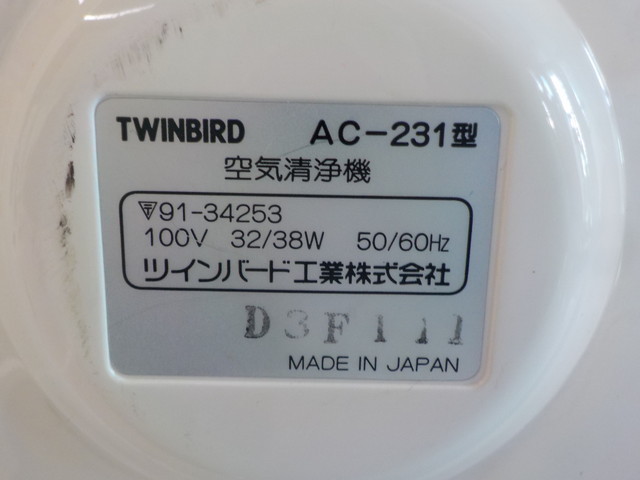 TWINBIRD AC-231型
空気清浄機
91-34253
100V 32/38W 50/60Hz
ツインバード工業株式会社
D3F111
MADE IN JAPAN